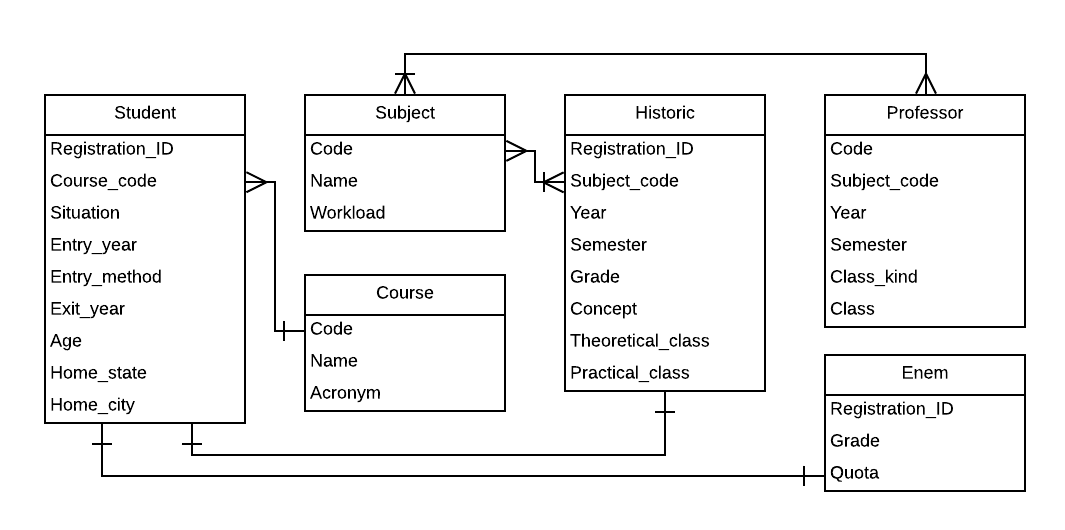 Student
Registration_ID
Course_code
Situation
Entry_year
Entry_method
Exit_year
Age
Home_state
Home_city
Subject
Code
Name
Workload
Course
Code
Name
Acronym
Historic
Registration_ID
Subject_code
Year
Semester
Grade
Concept
Theoretical_class
Practical_class
Professor
Code
Subject_code
Year
Semester
Class_kind
Class
Enem
Registration_ID
Grade
Quota